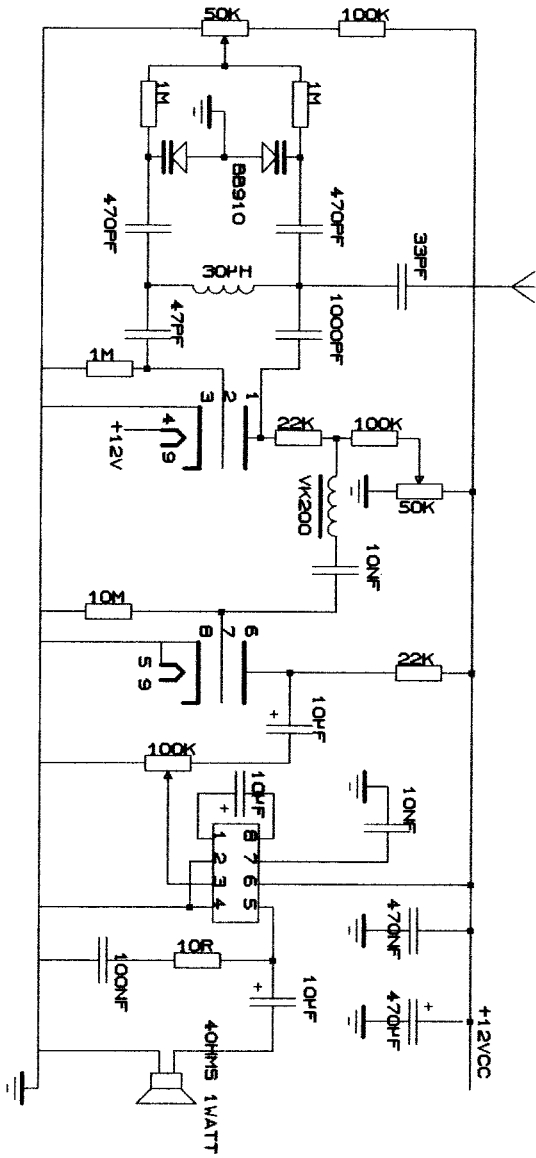 50K
100K
1M
1M
BB910
470PF
470PF
33PF
30µH
47PF
1000PF
1M
3
2
1
4
9
+12V
22K
100K
VK200
50K
10NF
10M
8
7
6
5 9
22K
10µF
+
100K
10µF
+
10NF
1
2
3
4
8
7
6
5
470NF
470µF
+
+12VCC
10R
100NF
10µF
+
4OHMS 1WATT